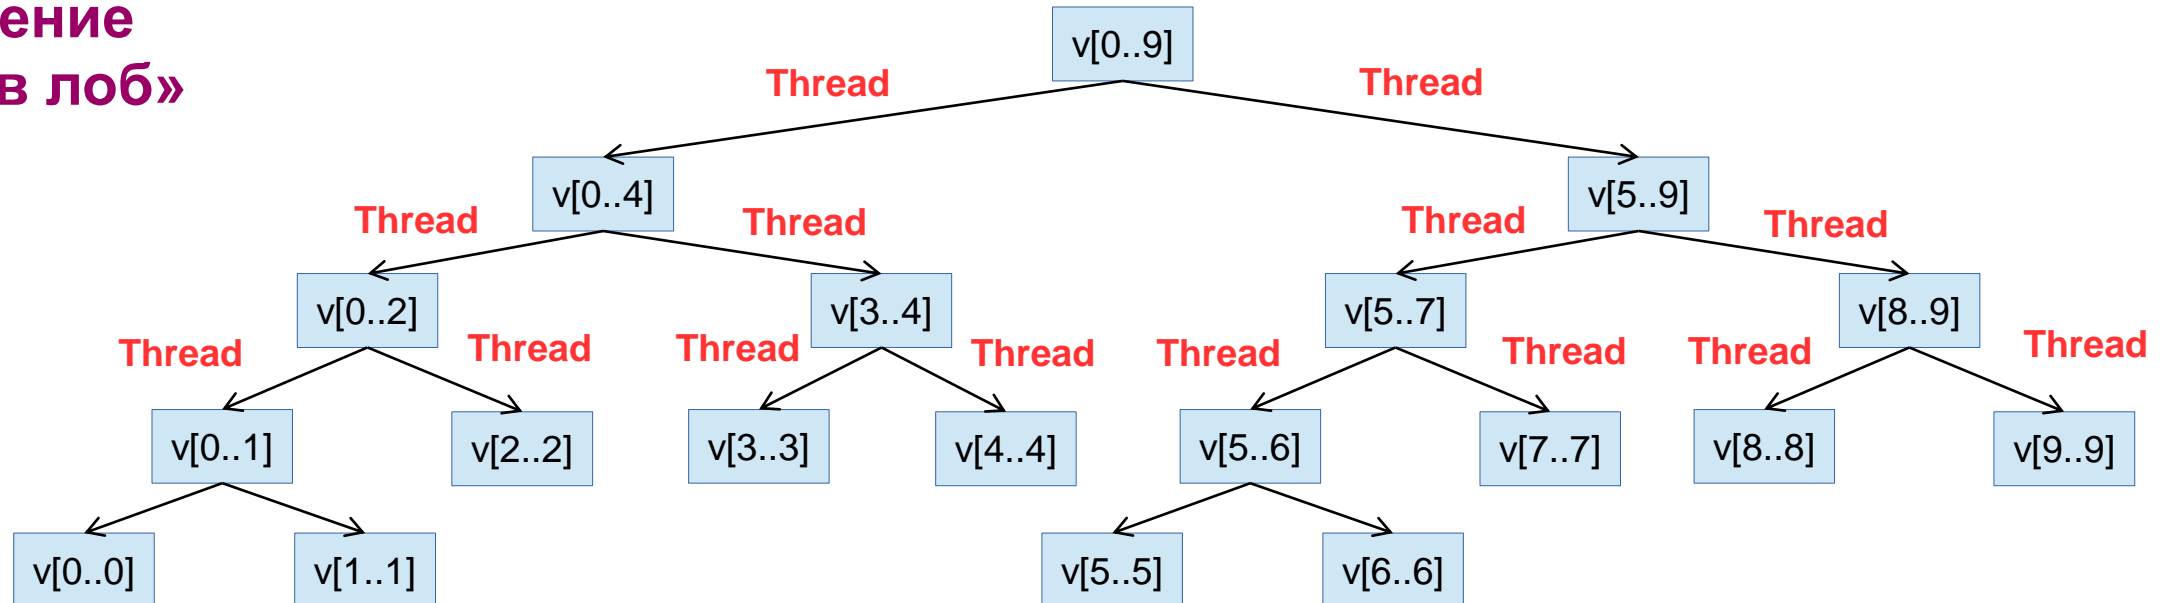 ение
в лоб»
v[0..9]
Thread Thread
v[0..4] v[5..9]
Thread Thread Thread Thread
v[0..2] v[3..4] v[5..7] v[8..9]
Thread Thread Thread Thread Thread Thread Thread Thread
v[0..1] v[2..2] v[3..3] v[4..4] v[5..6] v[7..7] v[8..8] v[9..9]
v[0..0] v[1..1] v[5..5] v[6..6]